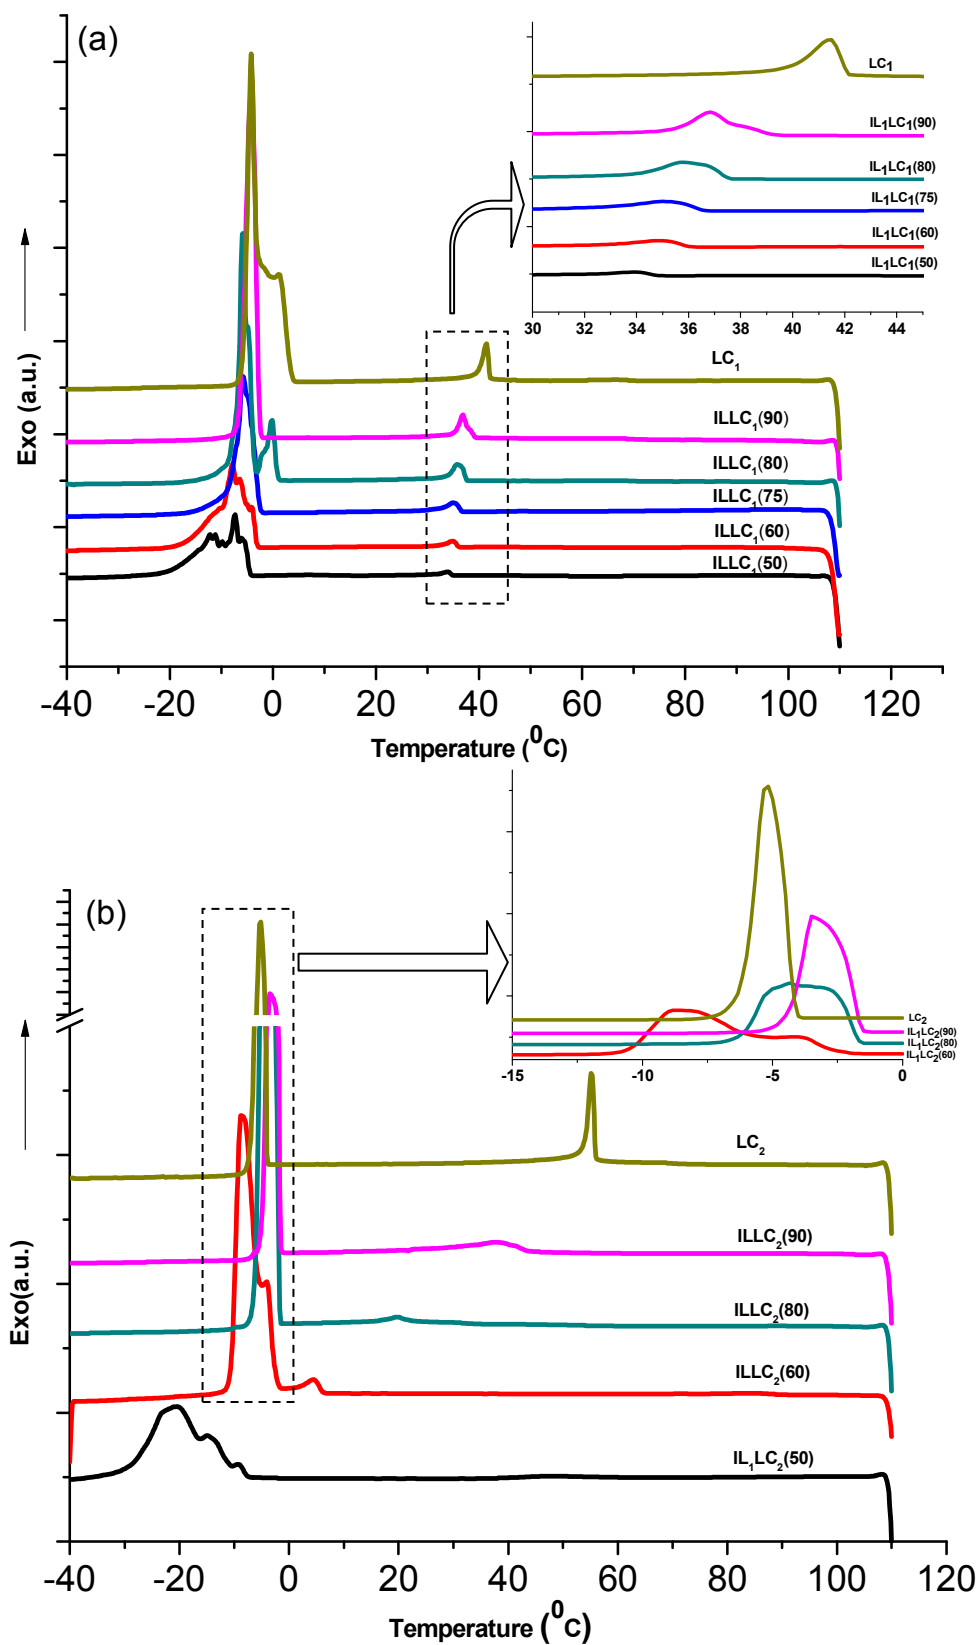 (a)
Exo (a.u.)
LC₁
IL₁LC₁(90)
IL₁LC₁(80)
IL₁LC₁(75)
IL₁LC₁(60)
IL₁LC₁(50)
30 32 34 36 38 40 42 44
LC₁
ILLC₁(90)
ILLC₁(80)
ILLC₁(75)
ILLC₁(60)
ILLC₁(50)
-40 -20 0 20 40 60 80 100 120
Temperature (⁰C)
(b)
Exo(a.u.)
LC₂
IL₁LC₂(90)
IL₁LC₂(80)
IL₁LC₂(60)
-15 -10 -5 0
LC₂
ILLC₂(90)
ILLC₂(80)
ILLC₂(60)
IL₁LC₂(50)
-40 -20 0 20 40 60 80 100 120
Temperature (⁰C)